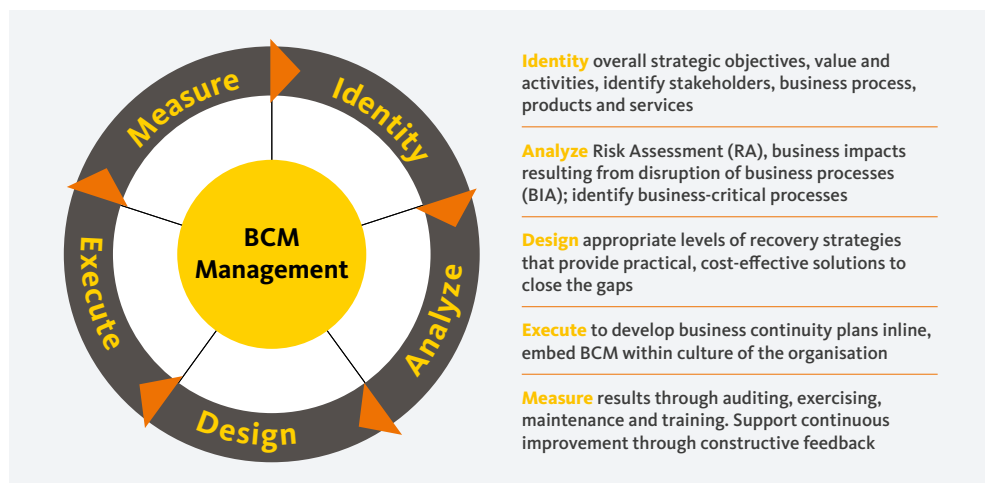 Measure
Identity
Execute
BCM
Management
Analyze
Design
Identity overall strategic objectives, value and
activities, identify stakeholders, business process,
products and services
Analyze Risk Assessment (RA), business impacts
resulting from disruption of business processes
(BIA); identify business-critical processes
Design appropriate levels of recovery strategies
that provide practical, cost-effective solutions to
close the gaps
Execute to develop business continuity plans inline,
embed BCM within culture of the organisation
Measure results through auditing, exercising,
maintenance and training. Support continuous
improvement through constructive feedback